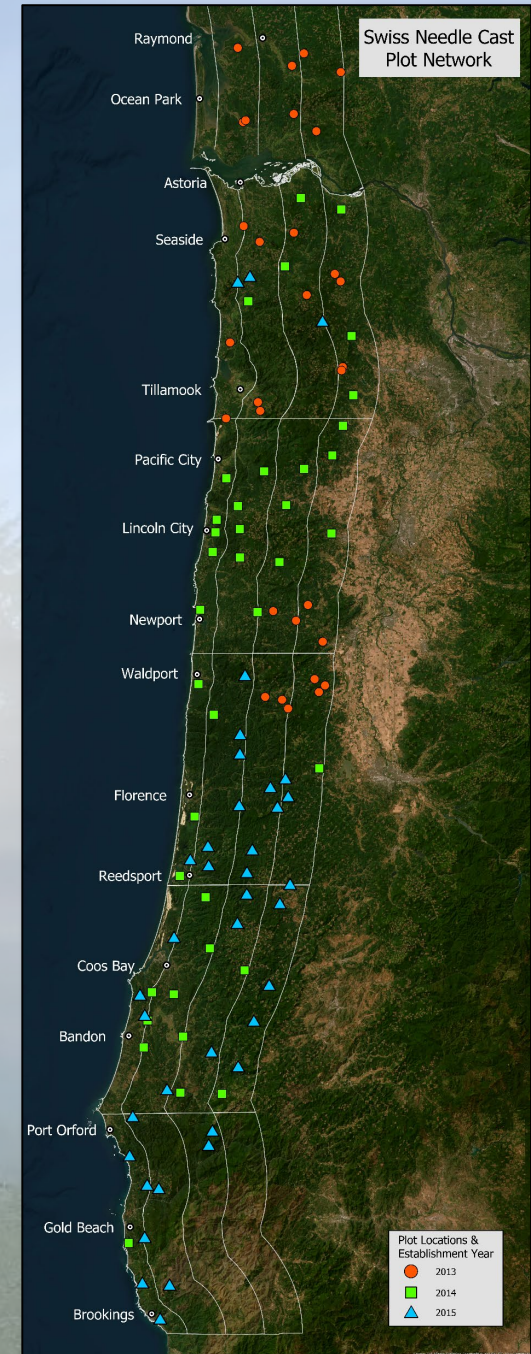 Swiss Needle Cast
Plot Network
Raymond
Ocean Park
Astoria
Seaside
Tillamook
Pacific City
Lincoln City
Newport
Waldport
Florence
Reedsport
Coos Bay
Bandon
Port Orford
Gold Beach
Brookings
Plot Locations &
Establishment Year
2013
2014
2015